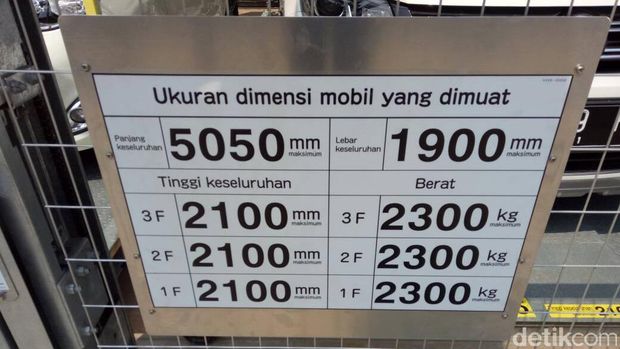 Ukuran dimensi mobil yang dimuat
Panjang keseluruhan 5050 mm maksimum Lebar keseluruhan 1900 mm maksimum
Tinggi keseluruhan Berat
3F 2100 mm maksimum 3F 2300 kg maksimum
2F 2100 mm maksimum 2F 2300 kg maksimum
1F 2100 mm maksimum 1F 2300 kg maksimum
detikcom